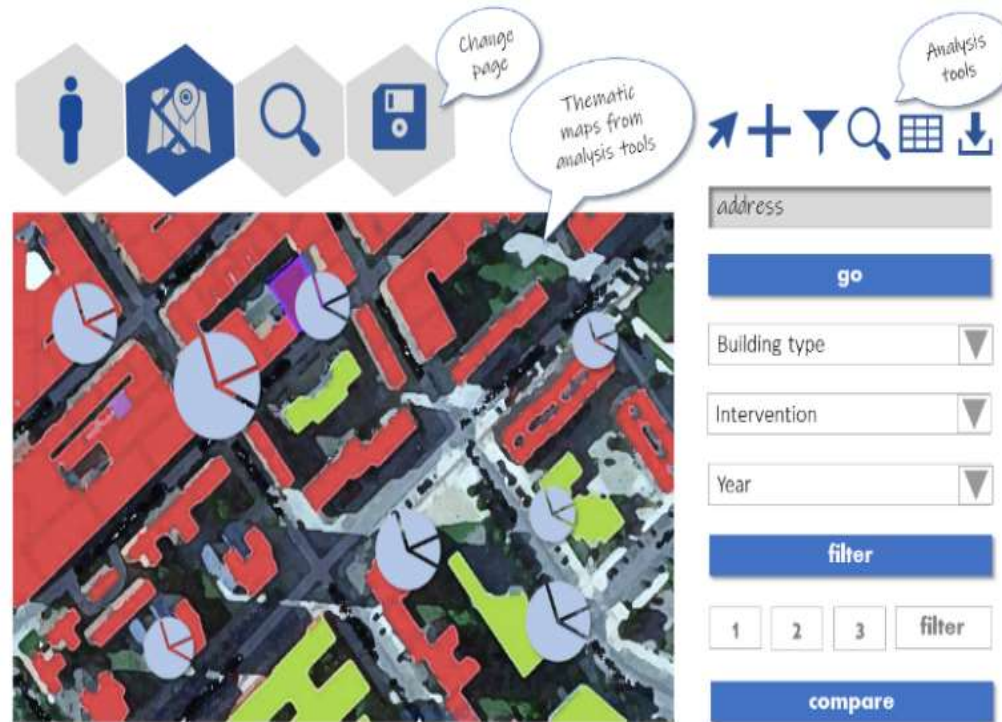 Change
page
Thematic
maps from
analysis tools
Analysis
tools
address
go
Building type
Intervention
Year
filter
1 2 3 filter
compare